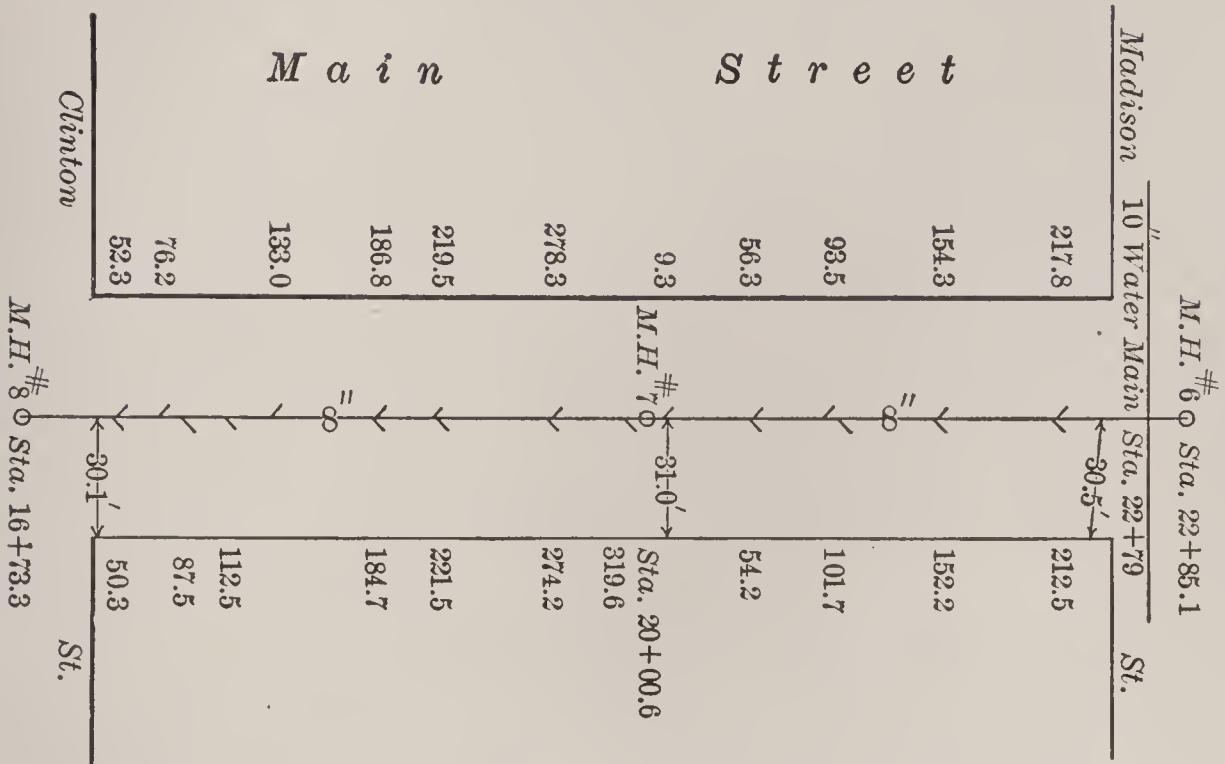 Main Street
Madison
St.
Clinton
St.
10" Water Main Sta. 22+79
M.H. # 6 Sta. 22+85.1
217.8
154.3
93.5
56.3
9.3
278.3
219.5
186.8
133.0
76.2
52.3
8"
8"
M.H. # 7
Sta. 20+00.6
30.5'
31.0'
30.1'
212.5
152.2
101.7
54.2
319.6
274.2
221.5
184.7
112.5
87.5
50.3
M.H. # 8 Sta. 16+73.3